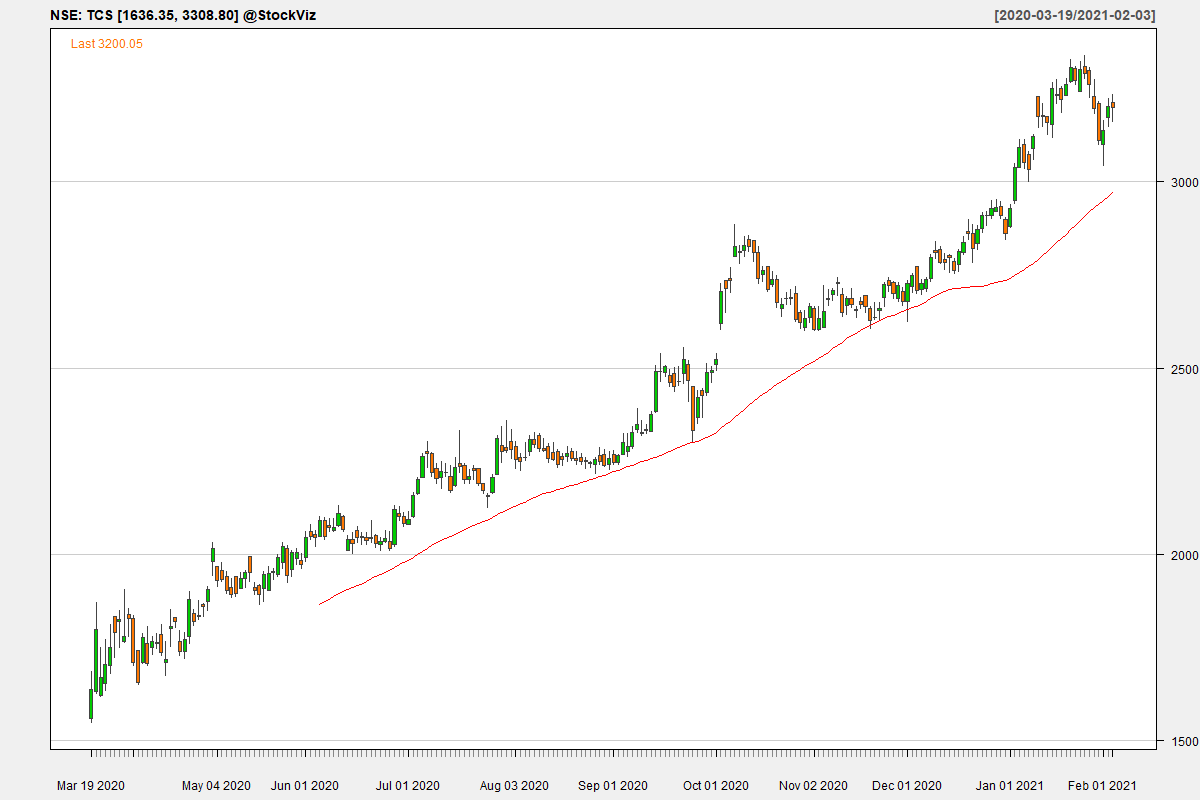 NSE: TCS [1636.35, 3308.80] @StockViz [2020-03-19/2021-02-03]
Last 3200.05
3000
2500
2000
1500
Mar 19 2020 May 04 2020 Jun 01 2020 Jul 01 2020 Aug 03 2020 Sep 01 2020 Oct 01 2020 Nov 02 2020 Dec 01 2020 Jan 01 2021 Feb 01 2021